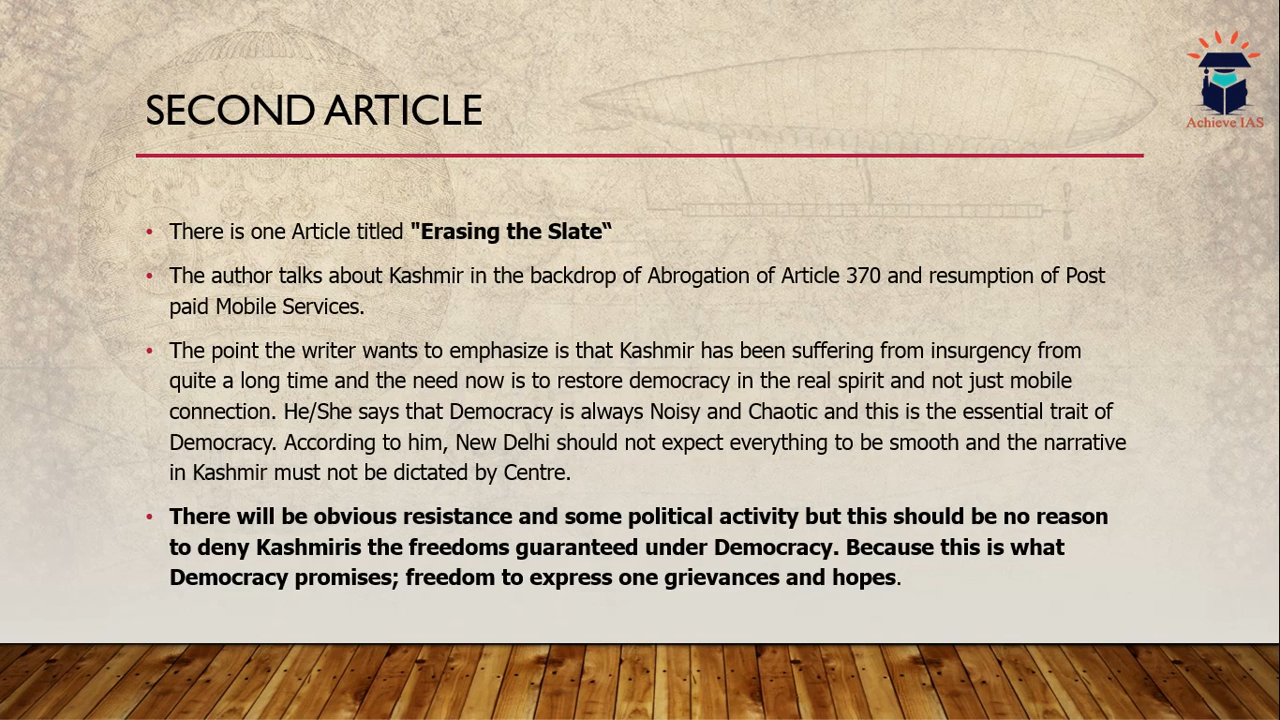 Achieve IAS
SECOND ARTICLE
• There is one Article titled "Erasing the Slate“
• The author talks about Kashmir in the backdrop of Abrogation of Article 370 and resumption of Post
paid Mobile Services.
• The point the writer wants to emphasize is that Kashmir has been suffering from insurgency from
quite a long time and the need now is to restore democracy in the real spirit and not just mobile
connection. He/She says that Democracy is always Noisy and Chaotic and this is the essential trait of
Democracy. According to him, New Delhi should not expect everything to be smooth and the narrative
in Kashmir must not be dictated by Centre.
• There will be obvious resistance and some political activity but this should be no reason
to deny Kashmiris the freedoms guaranteed under Democracy. Because this is what
Democracy promises; freedom to express one grievances and hopes.